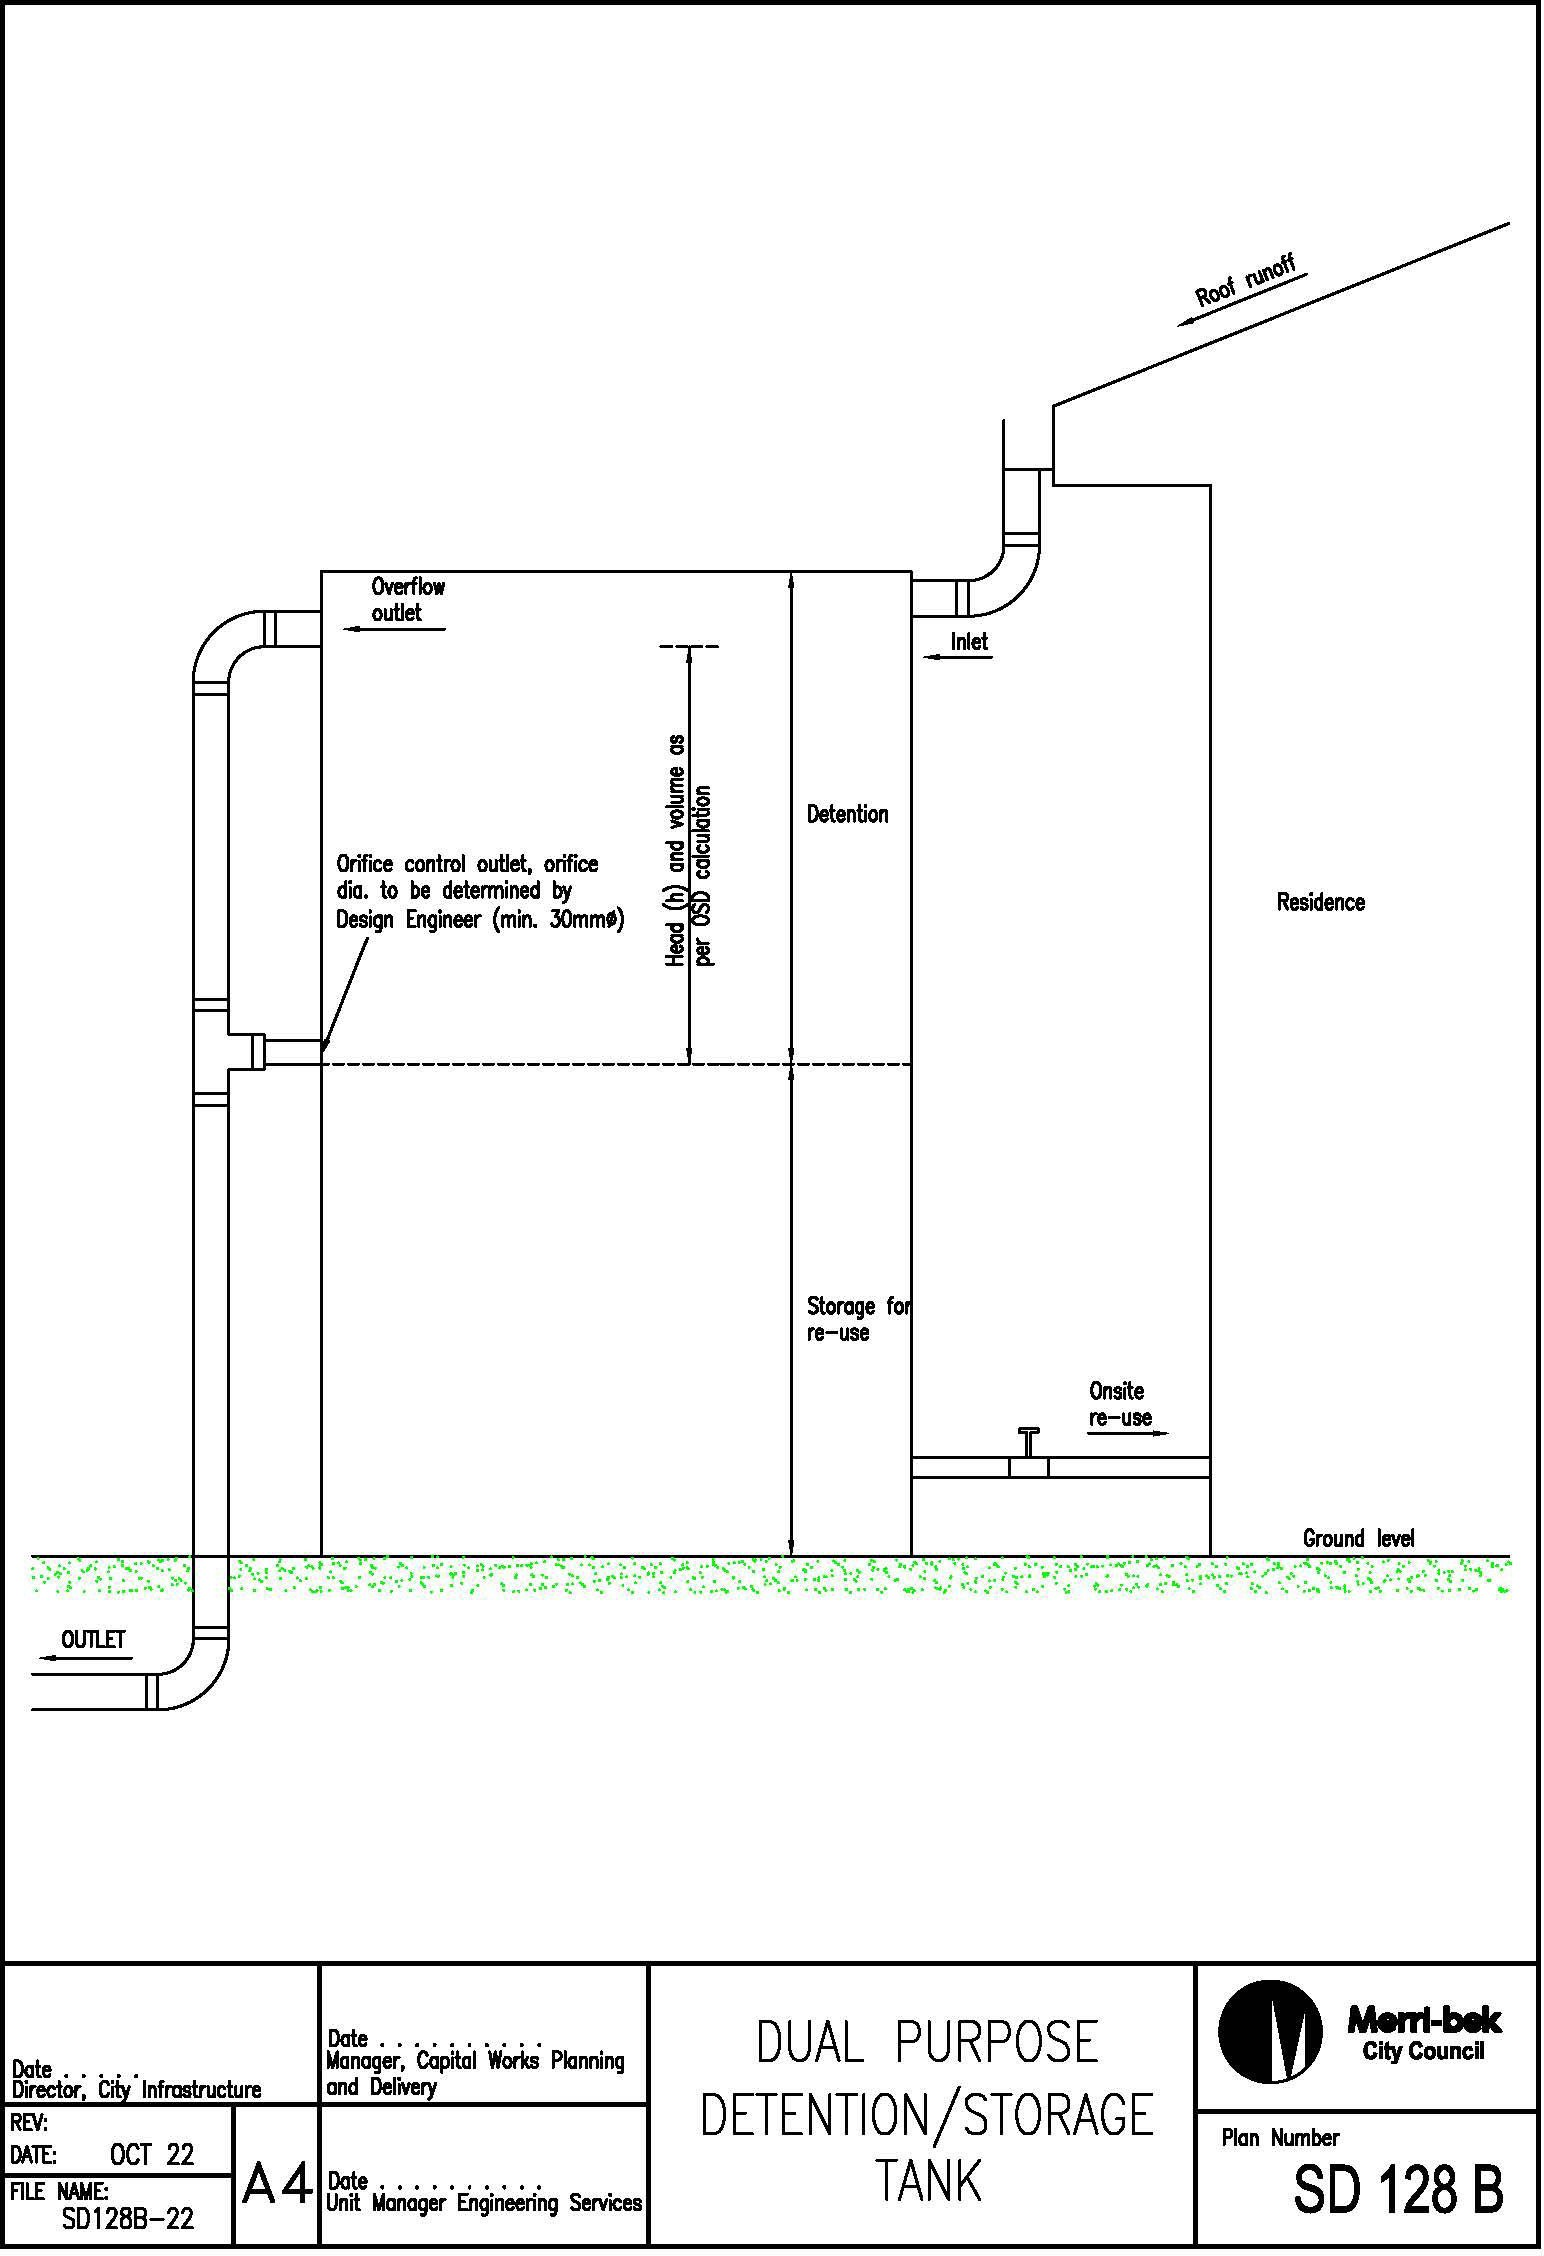 Roof runoff
Overflow
outlet
Inlet
Head (h) and volume as
per OSD calculation
Detention
Orifice control outlet, orifice
dia. to be determined by
Design Engineer (min. 30mmø)
Residence
Storage for
re-use
Onsite
re-use
Ground level
OUTLET
Date . . . . .
Director, City Infrastructure
Date . . . . . . . . . .
Manager, Capital Works Planning
and Delivery
REV:
DATE: OCT 22
FILE NAME:
SD128B-22
A4
Date . . . . . . . . . .
Unit Manager Engineering Services
DUAL PURPOSE
DETENTION/STORAGE
TANK
Merri-bek
City Council
Plan Number
SD 128 B